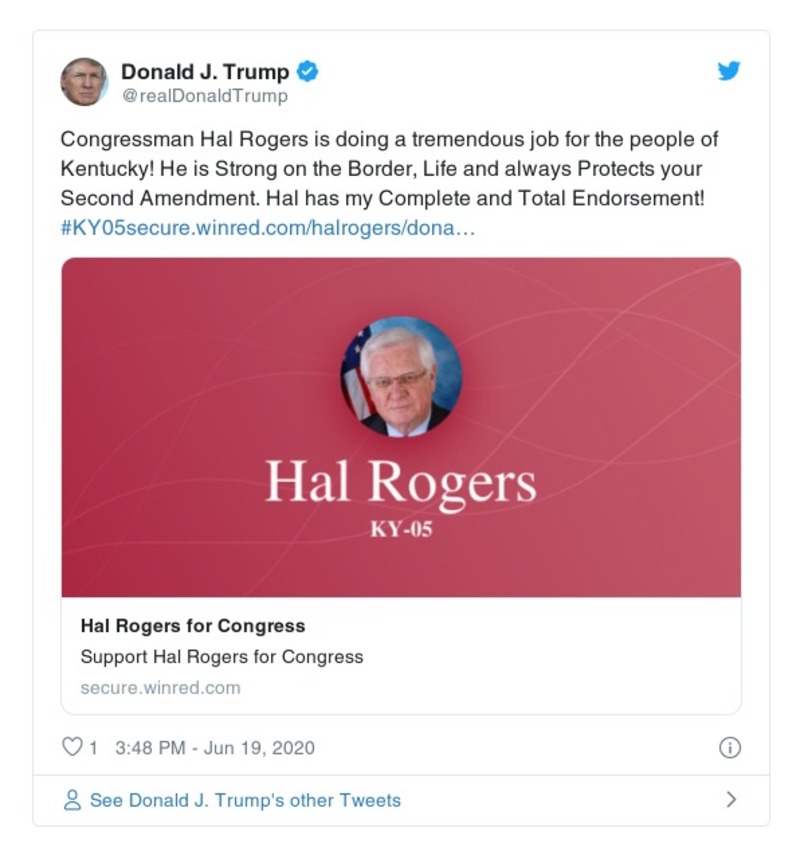 Donald J. Trump
@realDonaldTrump
Congressman Hal Rogers is doing a tremendous job for the people of
Kentucky! He is Strong on the Border, Life and always Protects your
Second Amendment. Hal has my Complete and Total Endorsement!
#KY05secure.winred.com/halrogers/dona…
Hal Rogers
KY-05
Hal Rogers for Congress
Support Hal Rogers for Congress
secure.winred.com
1 3:48 PM - Jun 19, 2020
See Donald J. Trump's other Tweets